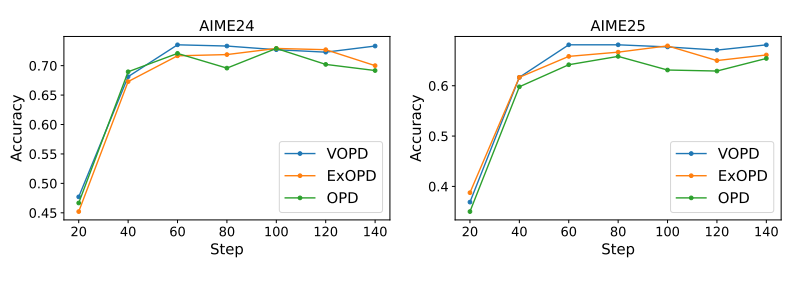 AIME24
Accuracy
0.70
0.65
0.60
0.55
0.50
0.45
20 40 60 80 100 120 140
Step
VOPD
ExOPD
OPD
AIME25
Accuracy
0.6
0.5
0.4
20 40 60 80 100 120 140
Step
VOPD
ExOPD
OPD